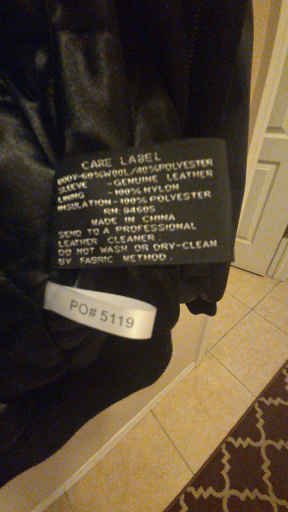 CARE LABEL
BODY-60%WOOL/40%POLYESTER
SLEEVE -GENUINE LEATHER
LINING -100%NYLON
INSULATION-100%POLYESTER
RN:84605
MADE IN CHINA
SEND TO A PROFESSIONAL
LEATHER CLEANER
DO NOT WASH OR DRY-CLEAN
BY FABRIC METHOD.
PO# 5119